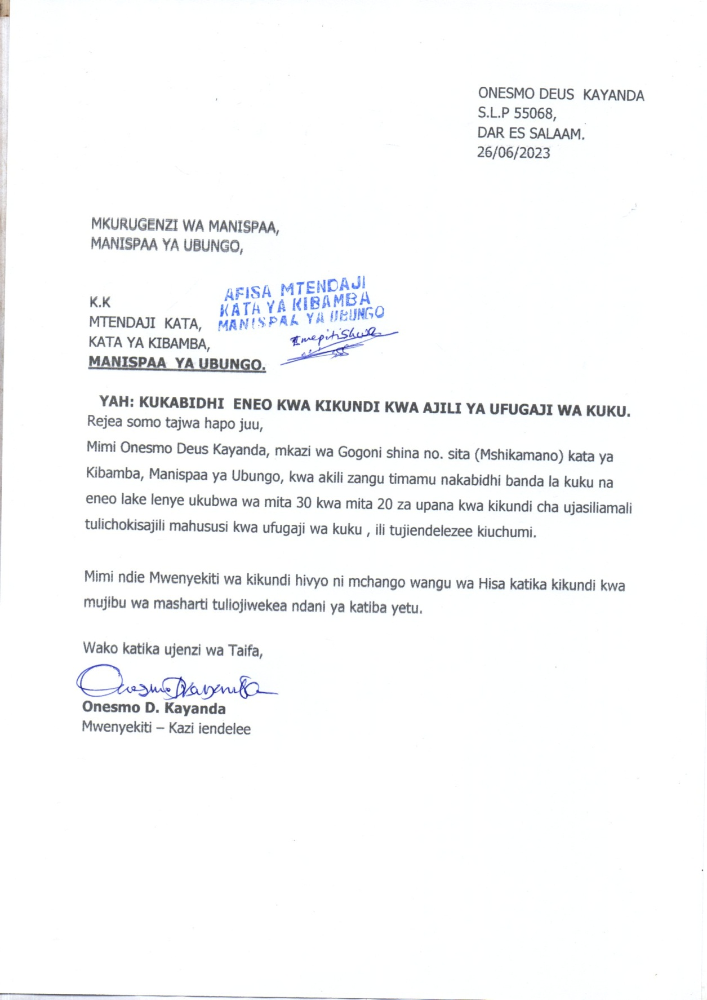 ONESMO DEUS KAYANDA
S.L.P 55068,
DAR ES SALAAM.
26/06/2023
MKURUGENZI WA MANISPAA,
MANISPAA YA UBUNGO,
K.K
MTENDAJI KATA,
KATA YA KIBAMBA,
MANISPAA YA UBUNGO.
AFISA MTENDAJI
KATA YA KIBAMBA
MANISPAA YA UBUNGO
Imepitishwa
YAH: KUKABIDHI ENEO KWA KIKUNDI KWA AJILI YA UFUGAJI WA KUKU.
Rejea somo tajwa hapo juu,
Mimi Onesmo Deus Kayanda, mkazi wa Gogoni shina no. sita (Mshikamano) kata ya
Kibamba, Manispaa ya Ubungo, kwa akili zangu timamu nakabidhi banda la kuku na
eneo lake lenye ukubwa wa mita 30 kwa mita 20 za upana kwa kikundi cha ujasiliamali
tulichokisajili mahususi kwa ufugaji wa kuku , ili tujiendelezee kiuchumi.
Mimi ndie Mwenyekiti wa kikundi hivyo ni mchango wangu wa Hisa katika kikundi kwa
mujibu wa masharti tuliojiwekea ndani ya katiba yetu.
Wako katika ujenzi wa Taifa,
Onesmo Kayanda
Onesmo D. Kayanda
Mwenyekiti – Kazi iendelee